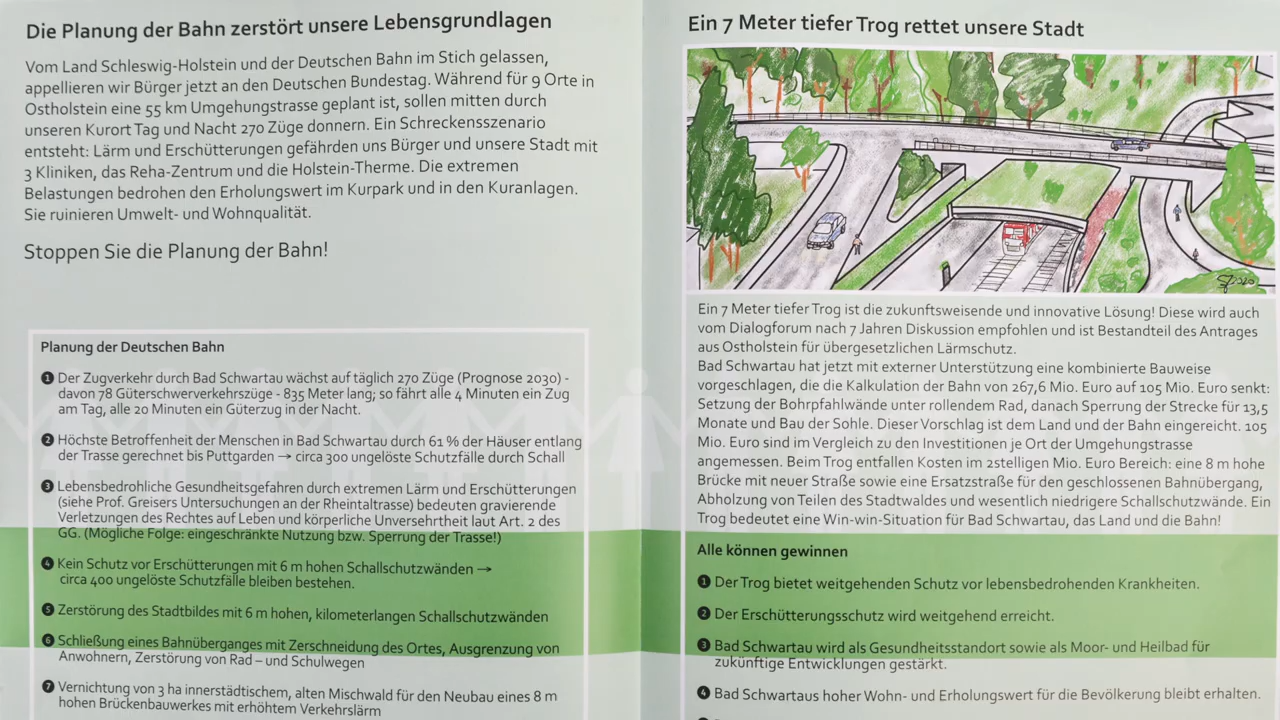 Die Planung der Bahn zerstört unsere Lebensgrundlagen
Vom Land Schleswig-Holstein und der Deutschen Bahn im Stich gelassen,
appellieren wir Bürger jetzt an den Deutschen Bundestag. Während für 9 Orte in
Ostholstein eine 55 km Umgehungstrasse geplant ist, sollen mitten durch
unseren Kurort Tag und Nacht 270 Züge donnern. Ein Schreckensszenario
entsteht: Lärm und Erschütterungen gefährden uns Bürger und unsere Stadt mit
3 Kliniken, das Reha-Zentrum und die Holstein-Therme. Die extremen
Belastungen bedrohen den Erholungswert im Kurpark und in den Kuranlagen.
Sie ruinieren Umwelt- und Wohnqualität.
Stoppen Sie die Planung der Bahn!
Planung der Deutschen Bahn
1 Der Zugverkehr durch Bad Schwartau wächst auf täglich 270 Züge (Prognose 2030) -
davon 78 Güterschwerverkehrszüge - 835 Meter lang; so fährt alle 4 Minuten ein Zug
am Tag, alle 20 Minuten ein Güterzug in der Nacht.
2 Höchste Betroffenheit der Menschen in Bad Schwartau durch 61 % der Häuser entlang
der Trasse gerechnet bis Puttgarden → circa 300 ungelöste Schutzfälle durch Schall
3 Lebensbedrohliche Gesundheitsgefahren durch extremen Lärm und Erschütterungen
(siehe Prof. Greisers Untersuchungen an der Rheintaltrasse) bedeuten gravierende
Verletzungen des Rechtes auf Leben und körperliche Unversehrtheit laut Art. 2 des
GG. (Mögliche Folge: eingeschränkte Nutzung bzw. Sperrung der Trasse!)
4 Kein Schutz vor Erschütterungen mit 6 m hohen Schallschutzwänden →
circa 400 ungelöste Schutzfälle bleiben bestehen.
5 Zerstörung des Stadtbildes mit 6 m hohen, kilometerlangen Schallschutzwänden
6 Schließung eines Bahnüberganges mit Zerschneidung des Ortes, Ausgrenzung von
Anwohnern, Zerstörung von Rad – und Schulwegen
7 Vernichtung von 3 ha innerstädtischem, alten Mischwald für den Neubau eines 8 m
hohen Brückenbauwerkes mit erhöhtem Verkehrslärm
Ein 7 Meter tiefer Trog rettet unsere Stadt
2020
Ein 7 Meter tiefer Trog ist die zukunftsweisende und innovative Lösung! Diese wird auch
vom Dialogforum nach 7 Jahren Diskussion empfohlen und ist Bestandteil des Antrages
aus Ostholstein für übergesetzlichen Lärmschutz.
Bad Schwartau hat jetzt mit externer Unterstützung eine kombinierte Bauweise
vorgeschlagen, die die Kalkulation der Bahn von 267,6 Mio. Euro auf 105 Mio. Euro senkt:
Setzung der Bohrpfahlwände unter rollendem Rad, danach Sperrung der Strecke für 13,5
Monate und Bau der Sohle. Dieser Vorschlag ist dem Land und der Bahn eingereicht. 105
Mio. Euro sind im Vergleich zu den Investitionen je Ort der Umgehungstrasse
angemessen. Beim Trog entfallen Kosten im 2stelligen Mio. Euro Bereich: eine 8 m hohe
Brücke mit neuer Straße sowie eine Ersatzstraße für den geschlossenen Bahnübergang,
Abholzung von Teilen des Stadtwaldes und wesentlich niedrigere Schallschutzwände. Ein
Trog bedeutet eine Win-win-Situation für Bad Schwartau, das Land und die Bahn!
Alle können gewinnen
1 Der Trog bietet weitgehenden Schutz vor lebensbedrohenden Krankheiten.
2 Der Erschütterungsschutz wird weitgehend erreicht.
3 Bad Schwartau wird als Gesundheitsstandort sowie als Moor- und Heilbad für
zukünftige Entwicklungen gestärkt.
4 Bad Schwartaus hoher Wohn- und Erholungswert für die Bevölkerung bleibt erhalten.